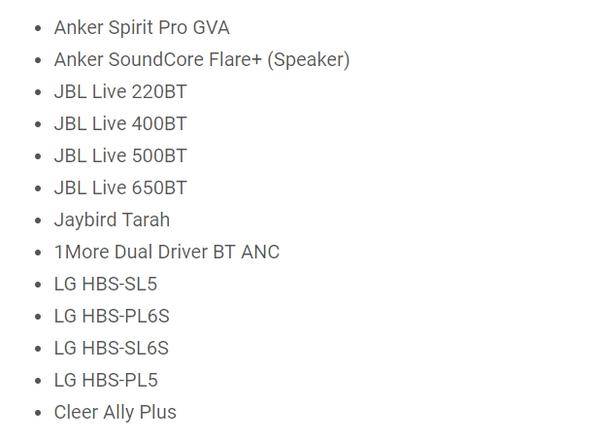 Anker Spirit Pro GVA
Anker SoundCore Flare+ (Speaker)
JBL Live 220BT
JBL Live 400BT
JBL Live 500BT
JBL Live 650BT
Jaybird Tarah
1More Dual Driver BT ANC
LG HBS-SL5
LG HBS-PL6S
LG HBS-SL6S
LG HBS-PL5
Cleer Ally Plus